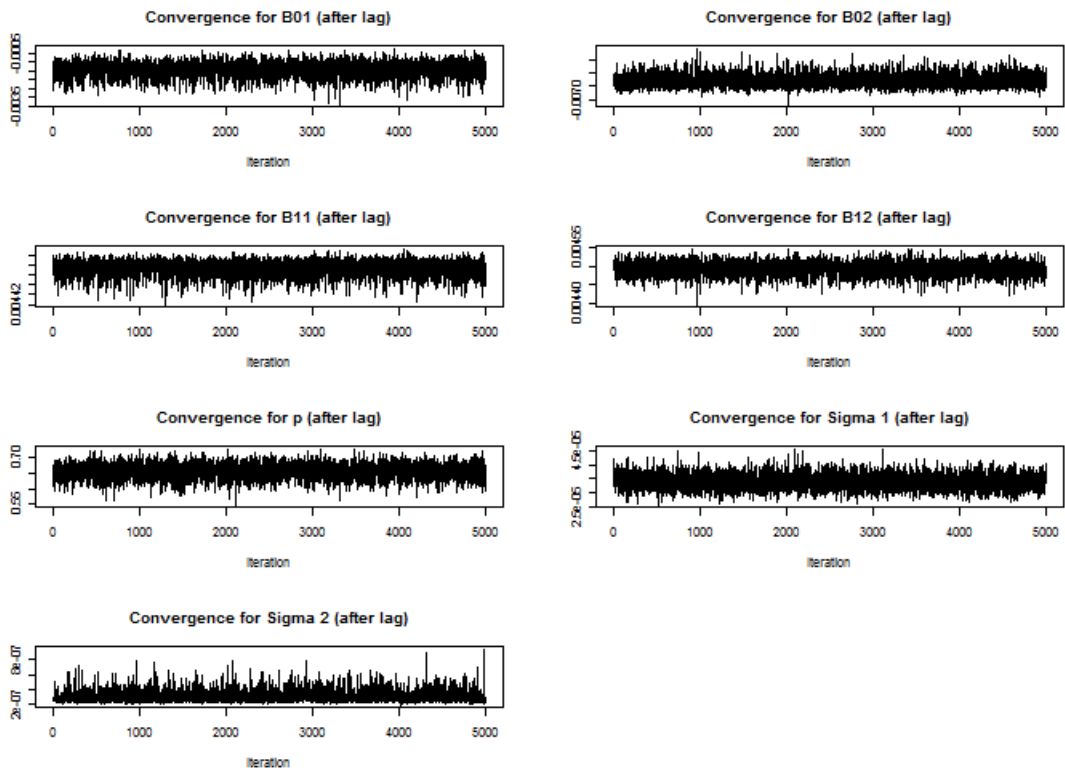 Convergence for B01 (after lag)
-0.0035 -0.0005
0 1000 2000 3000 4000 5000
Iteration
Convergence for B02 (after lag)
-0.0070
0 1000 2000 3000 4000 5000
Iteration
Convergence for B11 (after lag)
0.00442
0 1000 2000 3000 4000 5000
Iteration
Convergence for B12 (after lag)
0.00440 0.00455
0 1000 2000 3000 4000 5000
Iteration
Convergence for p (after lag)
0.55 0.70
0 1000 2000 3000 4000 5000
Iteration
Convergence for Sigma 1 (after lag)
2.5e-05 4.5e-05
0 1000 2000 3000 4000 5000
Iteration
Convergence for Sigma 2 (after lag)
2e-07 8e-07
0 1000 2000 3000 4000 5000
Iteration